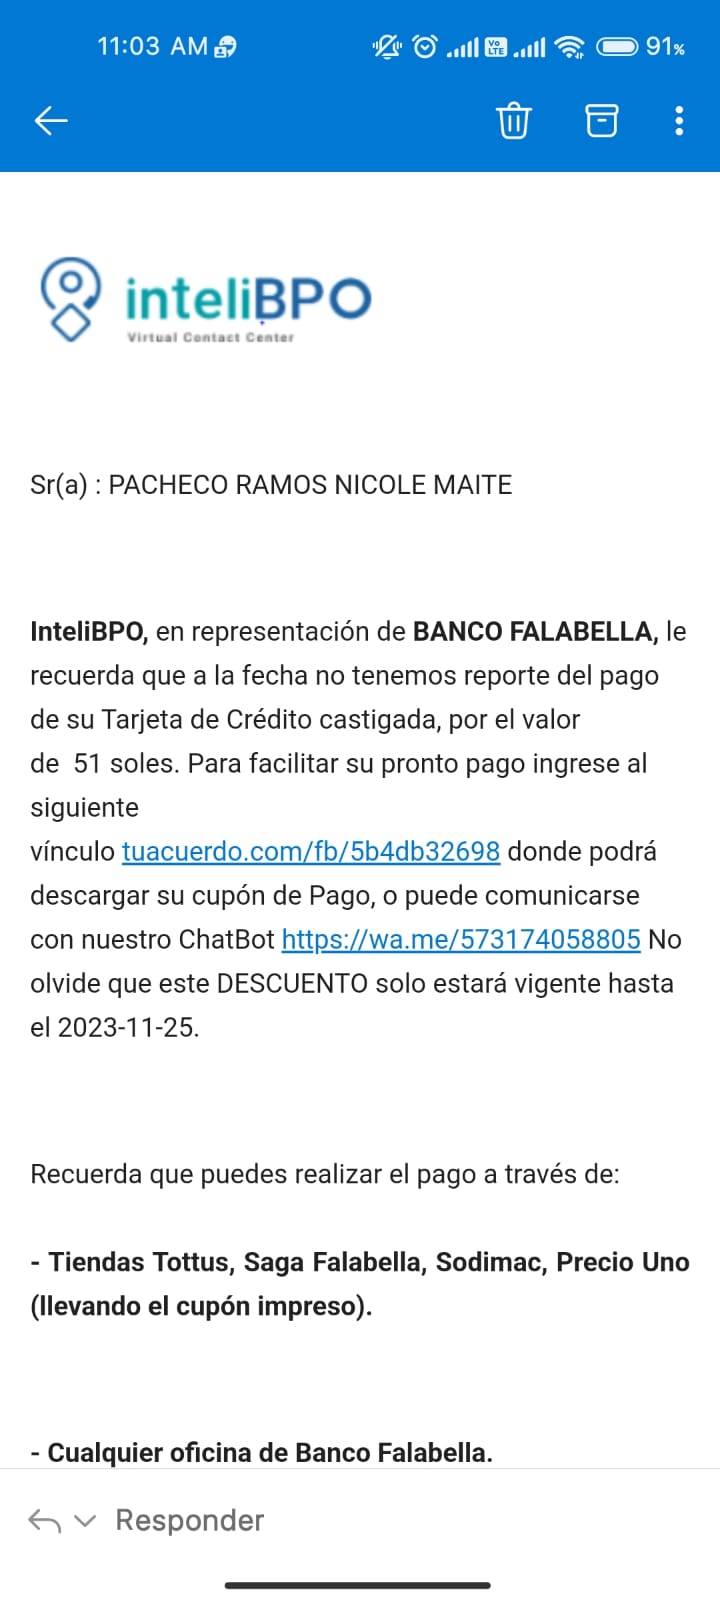 11:03 AM
Vo LTE
91%
inteliBPO
Virtual Contact Center
Sr(a) : PACHECO RAMOS NICOLE MAITE
InteliBPO, en representación de BANCO FALABELLA, le
recuerda que a la fecha no tenemos reporte del pago
de su Tarjeta de Crédito castigada, por el valor
de  51 soles. Para facilitar su pronto pago ingrese al
siguiente
vínculo tuacuerdo.com/fb/5b4db32698 donde podrá
descargar su cupón de Pago, o puede comunicarse
con nuestro ChatBot https://wa.me/573174058805 No
olvide que este DESCUENTO solo estará vigente hasta
el 2023-11-25.
Recuerda que puedes realizar el pago a través de:
- Tiendas Tottus, Saga Falabella, Sodimac, Precio Uno
(llevando el cupón impreso).
- Cualquier oficina de Banco Falabella.
Responder